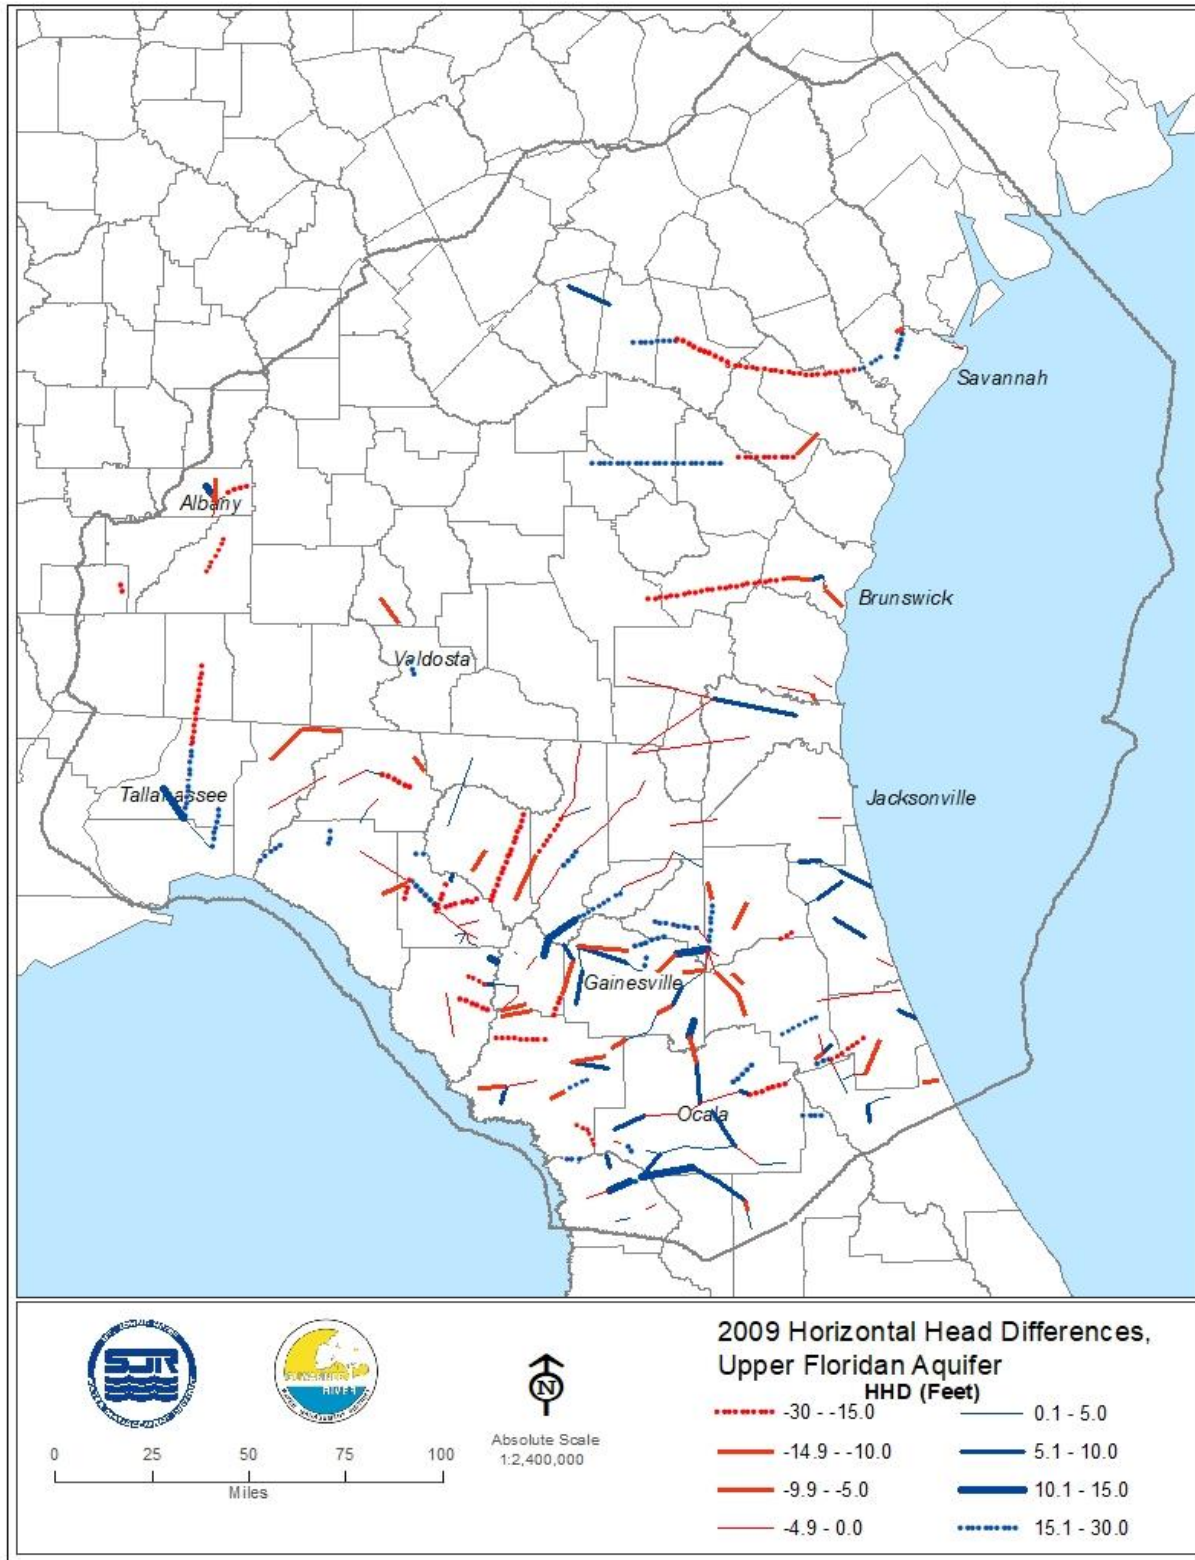 Savannah
Albany
Brunswick
Valdosta
Tallahassee
Jacksonville
Gainesville
Ocala
SJR
RIVER
0 25 50 75 100
Miles
N
Absolute Scale
1:2,400,000
2009 Horizontal Head Differences,
Upper Floridan Aquifer
HHD (Feet)
-30 - -15.0
-14.9 - -10.0
-9.9 - -5.0
-4.9 - 0.0
0.1 - 5.0
5.1 - 10.0
10.1 - 15.0
15.1 - 30.0